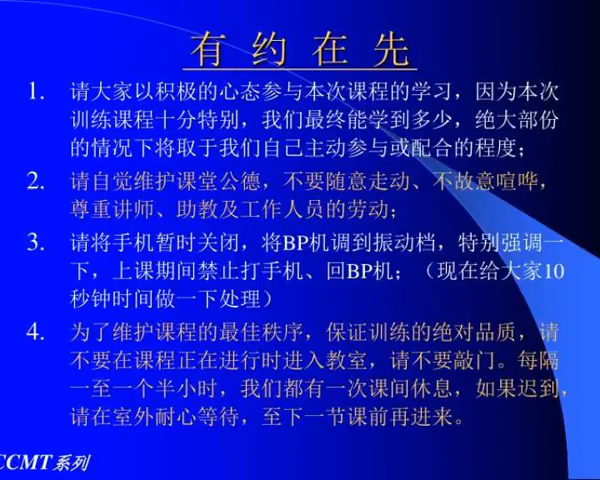 有约在先
1. 请大家以积极的心态参与本次课程的学习，因为本次
训练课程十分特别，我们最终能学到多少，绝大部份
的情况下将取于我们自己主动参与或配合的程度；
2. 请自觉维护课堂公德，不要随意走动、不故意喧哗，
尊重讲师、助教及工作人员的劳动；
3. 请将手机暂时关闭，将BP机调到振动档，特别强调一
下，上课期间禁止打手机、回BP机；（现在给大家10
秒钟时间做一下处理）
4. 为了维护课程的最佳秩序，保证训练的绝对品质，请
不要在课程正在进行时进入教室，请不要敲门。每隔
一至一个半小时，我们都有一次课间休息，如果迟到，
请在室外耐心等待，至下一节课前再进来。
CCMT系列